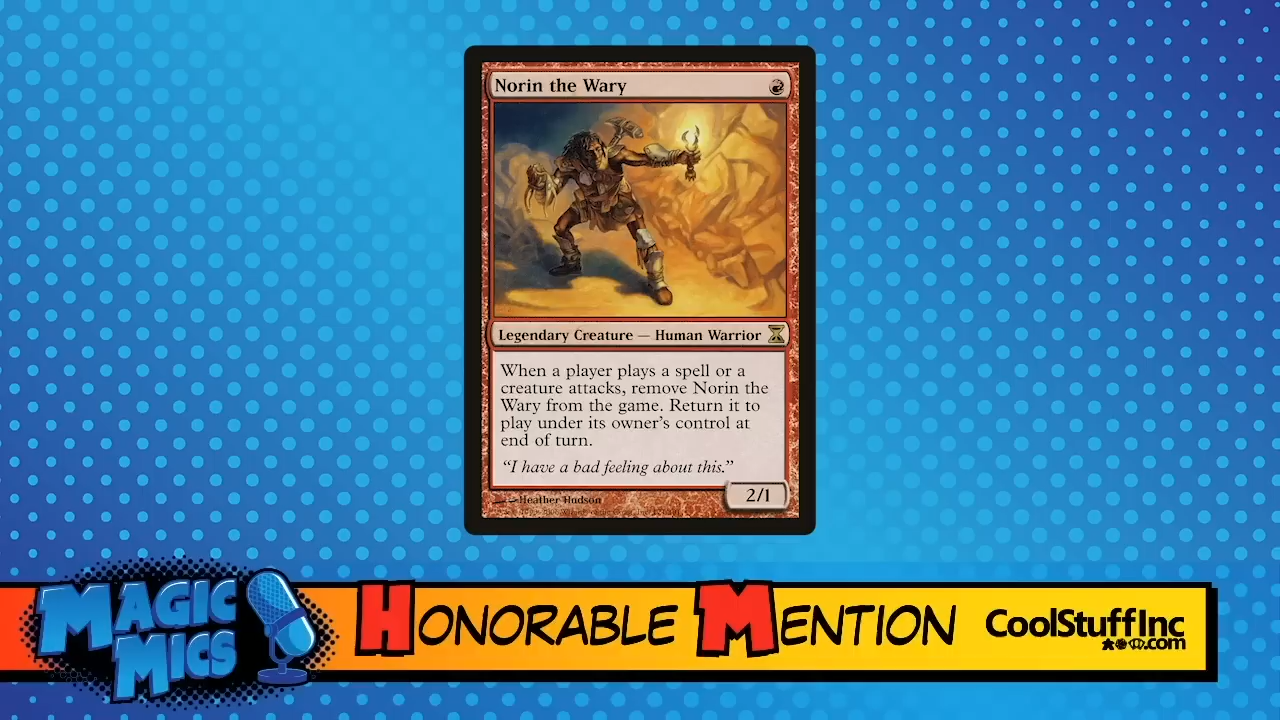 Norin the Wary
Legendary Creature — Human Warrior
When a player plays a spell or a
creature attacks, remove Norin the
Wary from the game. Return it to
play under its owner's control at
end of turn.
“I have a bad feeling about this.”
2/1
Heather Hudson
MAGIC
MICS
HONORABLE MENTION
CoolStuffInc
.com